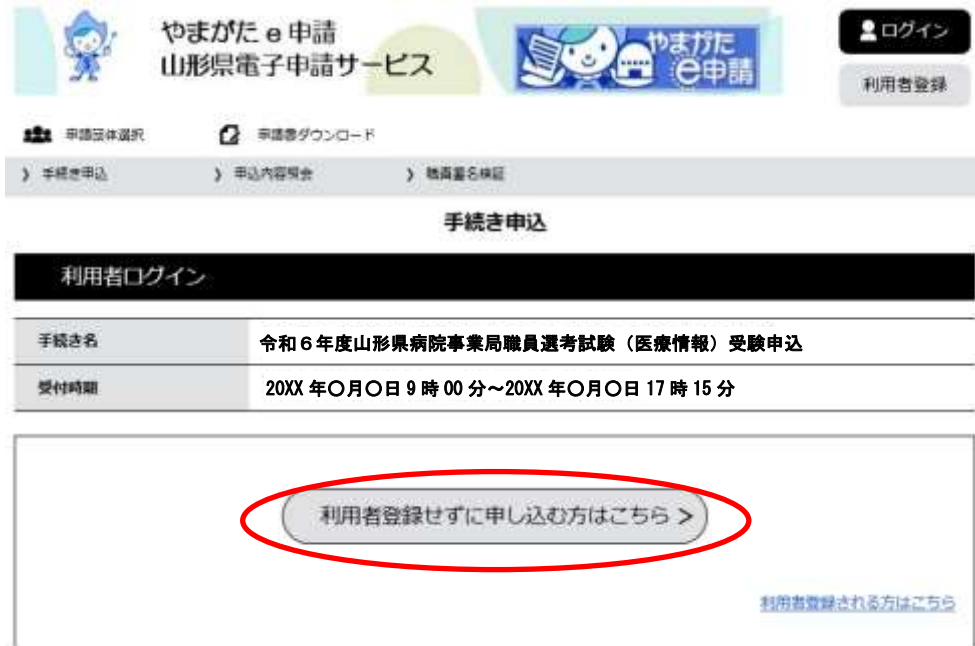 やまがたｅ申請
山形県電子申請サービス
やまがた
e申請
ログイン
利用者登録
申請団体選択
申請書ダウンロード
手続き申込
申込内容照会
職責署名検証
手続き申込
利用者ログイン
手続き名
令和６年度山形県病院事業局職員選考試験（医療情報）受験申込
受付時期
20XX 年〇月〇日 9 時 00 分～20XX 年〇月〇日 17 時 15 分
利用者登録せずに申し込む方はこちら >
利用者登録される方はこちら